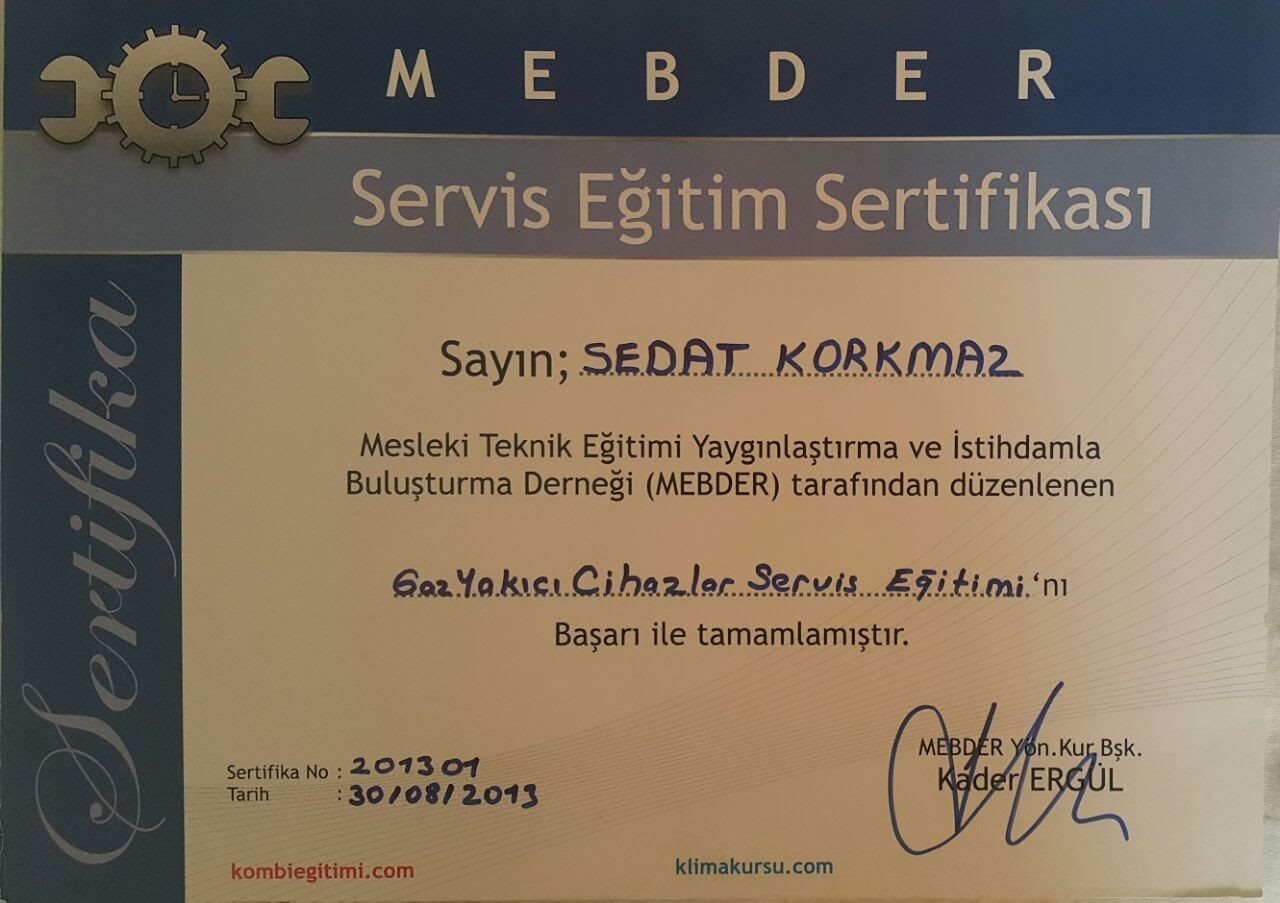 MEBDER
Servis Eğitim Sertifikası
Sertifika
Sayın; SEDAT KORKMAZ
Mesleki Teknik Eğitimi Yaygınlaştırma ve İstihdamla
Buluşturma Derneği (MEBDER) tarafından düzenlenen
Gaz Yakıcı Cihazlar Servis Eğitimi 'nı
Başarı ile tamamlamıştır.
MEBDER Yön.Kur.Bşk.
Kader ERGÜL
Sertifika No : 201301
Tarih : 30/08/2013
kombiegitimi.com
klimakursu.com